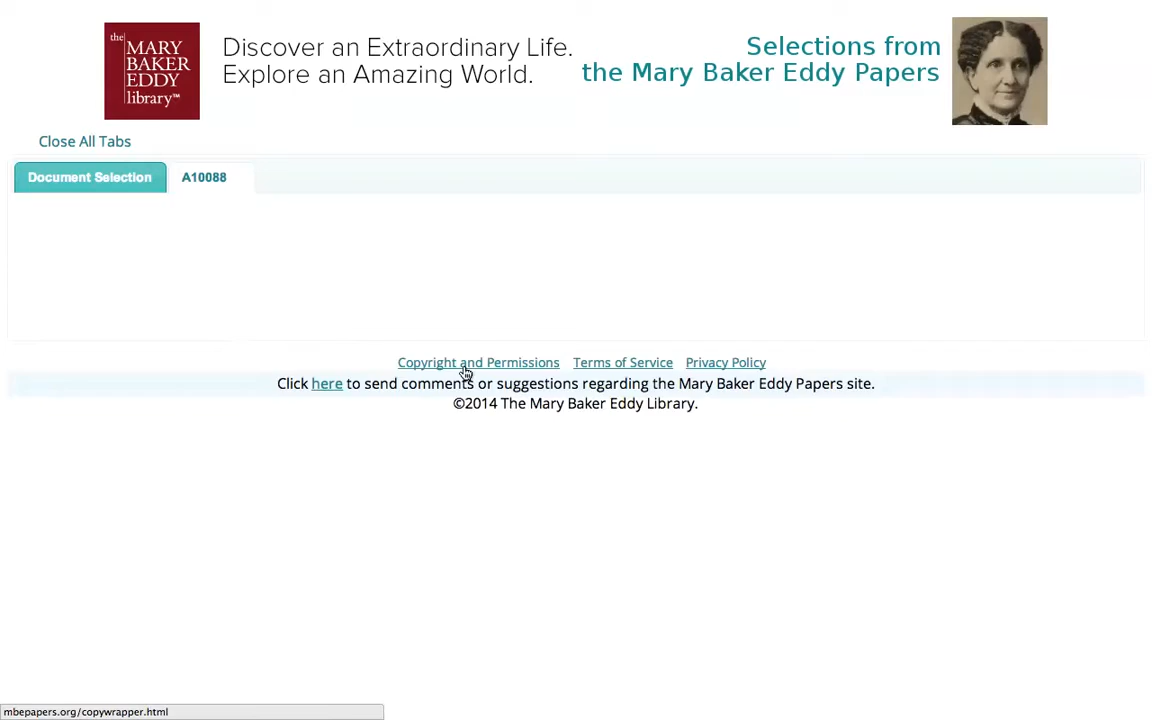 the
MARY
BAKER
EDDY
library™
Discover an Extraordinary Life.
Explore an Amazing World.
Selections from
the Mary Baker Eddy Papers
Close All Tabs
Document Selection A10088
Copyright and Permissions Terms of Service Privacy Policy
Click here to send comments or suggestions regarding the Mary Baker Eddy Papers site.
©2014 The Mary Baker Eddy Library.
mbepapers.org/copywrapper.html